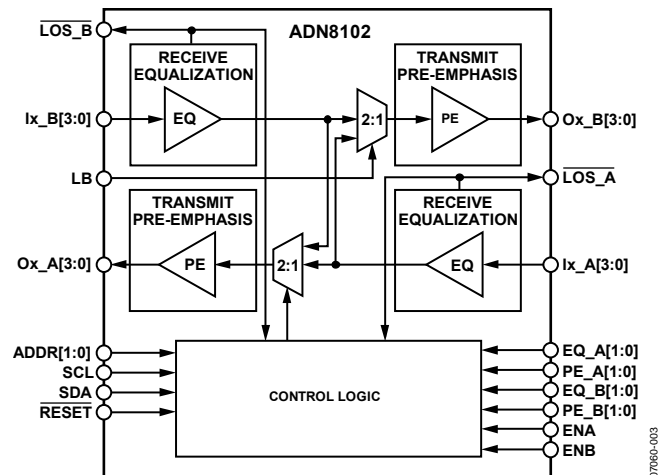 ADN8102
LOS_B
RECEIVE
EQUALIZATION
TRANSMIT
PRE-EMPHASIS
Ix_B[3:0]
EQ
2:1
PE
Ox_B[3:0]
LB
LOS_A
TRANSMIT
PRE-EMPHASIS
RECEIVE
EQUALIZATION
Ox_A[3:0]
PE
2:1
EQ
Ix_A[3:0]
ADDR[1:0]
SCL
SDA
RESET
CONTROL LOGIC
EQ_A[1:0]
PE_A[1:0]
EQ_B[1:0]
PE_B[1:0]
ENA
ENB
07060-003